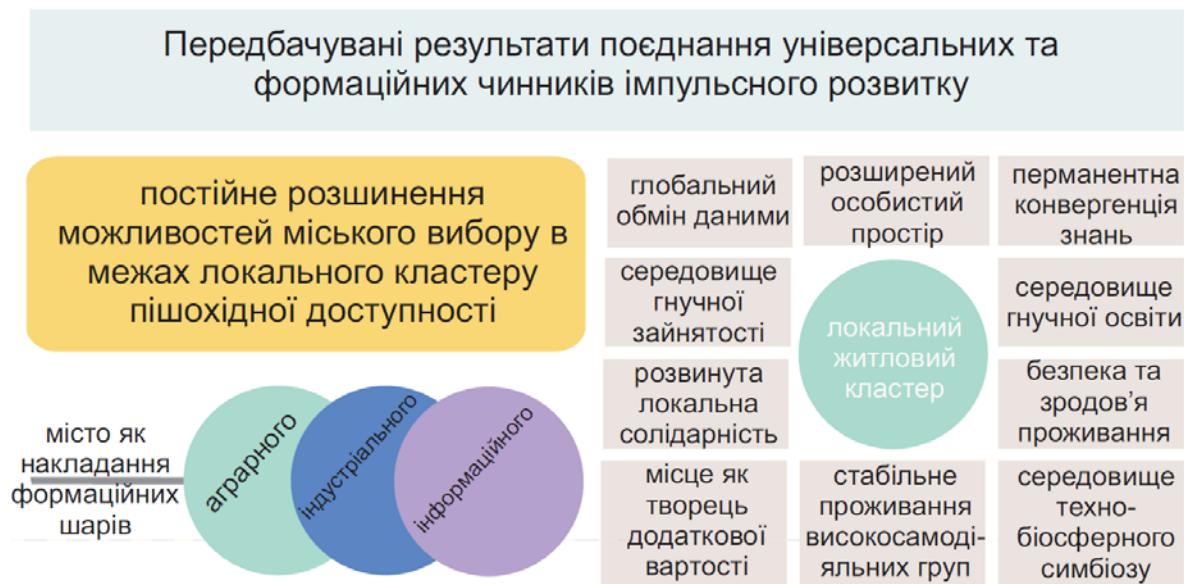 Передбачувані результати поєднання універсальних та
формаційних чинників імпульсного розвитку
постійне розшинення
можливостей міського вибору в
межах локального кластеру
пішохідної доступності
глобальний
обмін даними
розширений
особистий
простір
перманентна
конвергенція
знань
середовище
гнучної
зайнятості
локальний
житловий
кластер
середовище
гнучної освіти
розвинута
локальна
солідарність
безпека та
зродов’я
проживання
місто як
накладання
формаційних
шарів
аграрного
індустріального
інформаційного
місце як
творець
додаткової
вартості
стабільне
проживання
високосамоді-
яльних груп
середовище
техно-
біосферного
симбіозу